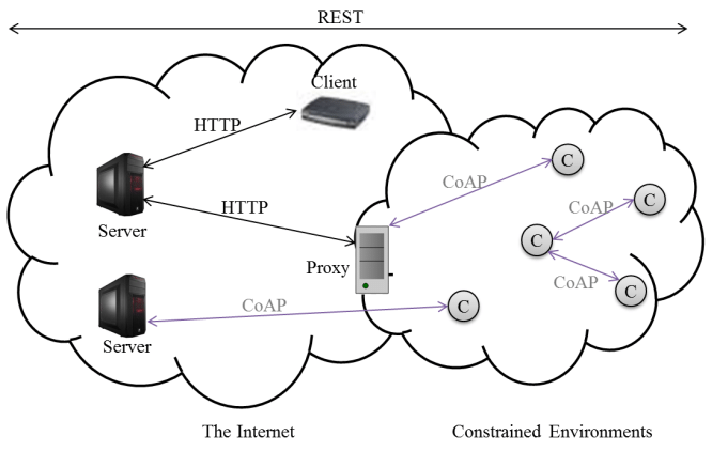 REST
Client
HTTP
Server
HTTP
Proxy
Server
CoAP
CoAP
C
CoAP
C
C
CoAP
C
C
The Internet
Constrained Environments